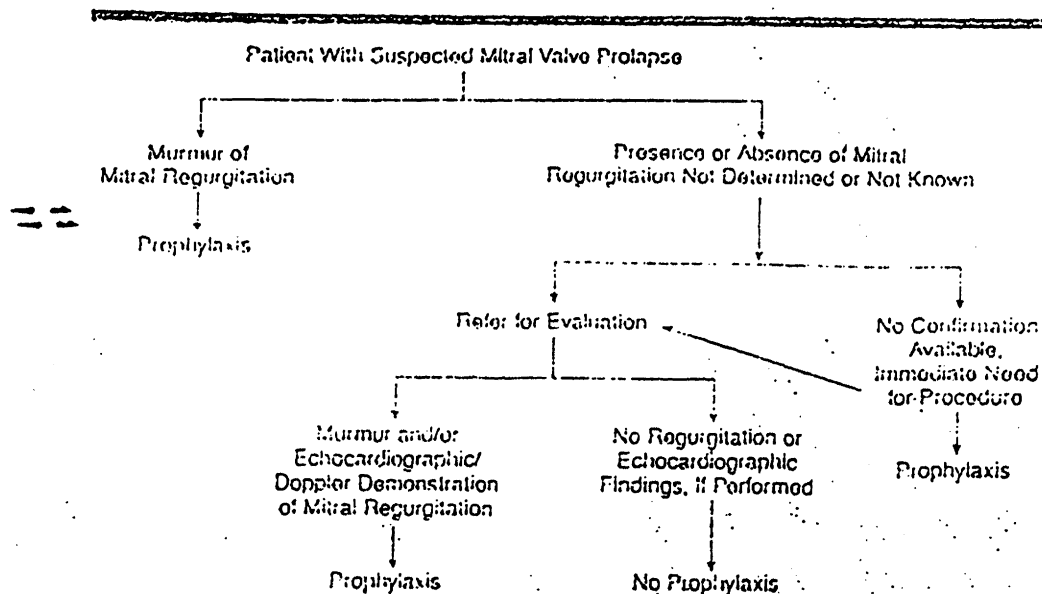 Patient With Suspected Mitral Valve Prolapse
Murmur of
Mitral Regurgitation
Prophylaxis
Presence or Absence of Mitral
Regurgitation Not Determined or Not Known
Refer for Evaluation
No Confirmation
Available,
Immediate Need
for Procedure
Prophylaxis
Murmur and/or
Echocardiographic/
Doppler Demonstration
of Mitral Regurgitation
Prophylaxis
No Regurgitation or
Echocardiographic
Findings, If Performed
No Prophylaxis